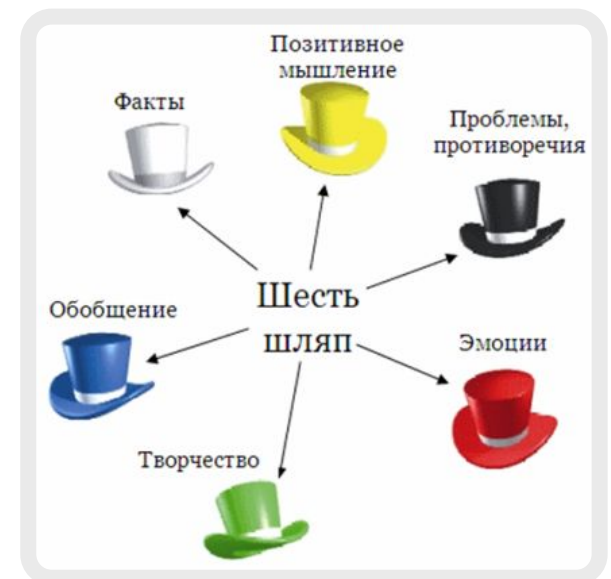 Позитивное
мышление
Факты
Проблемы,
противоречия
Шесть
шляп
Обобщение
Эмоции
Творчество